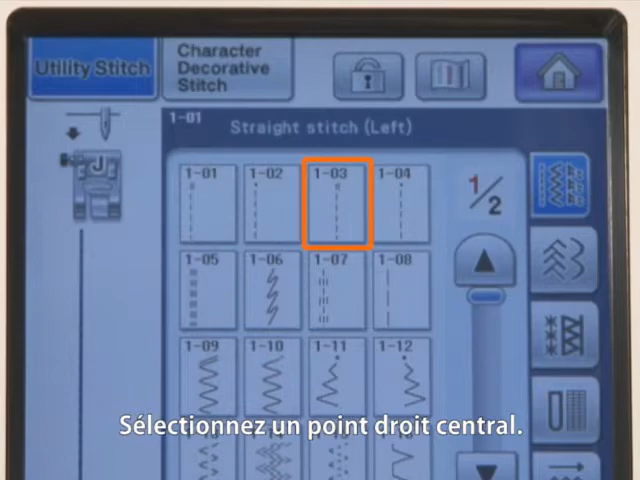 Utility Stitch
Character
Decorative
Stitch
1-01
Straight stitch (Left)
1-01 1-02 1-03 1-04
1/2
J
1-05 1-06 1-07 1-08
1-09 1-10 1-11 1-12
Sélectionnez un point droit central.